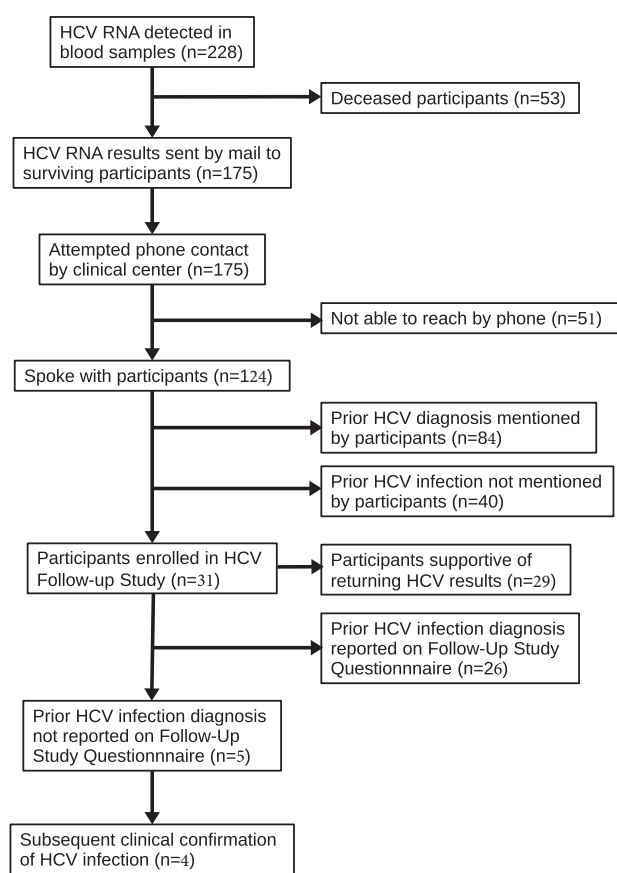 HCV RNA detected in
blood samples (n=228)
Deceased participants (n=53)
HCV RNA results sent by mail to
surviving participants (n=175)
Attempted phone contact
by clinical center (n=175)
Not able to reach by phone (n=51)
Spoke with participants (n=124)
Prior HCV diagnosis mentioned
by participants (n=84)
Prior HCV infection not mentioned
by participants (n=40)
Participants enrolled in HCV
Follow-up Study (n=31)
Participants supportive of
returning HCV results (n=29)
Prior HCV infection diagnosis
reported on Follow-Up Study
Questionnnaire (n=26)
Prior HCV infection diagnosis
not reported on Follow-Up
Study Questionnnaire (n=5)
Subsequent clinical confirmation
of HCV infection (n=4)